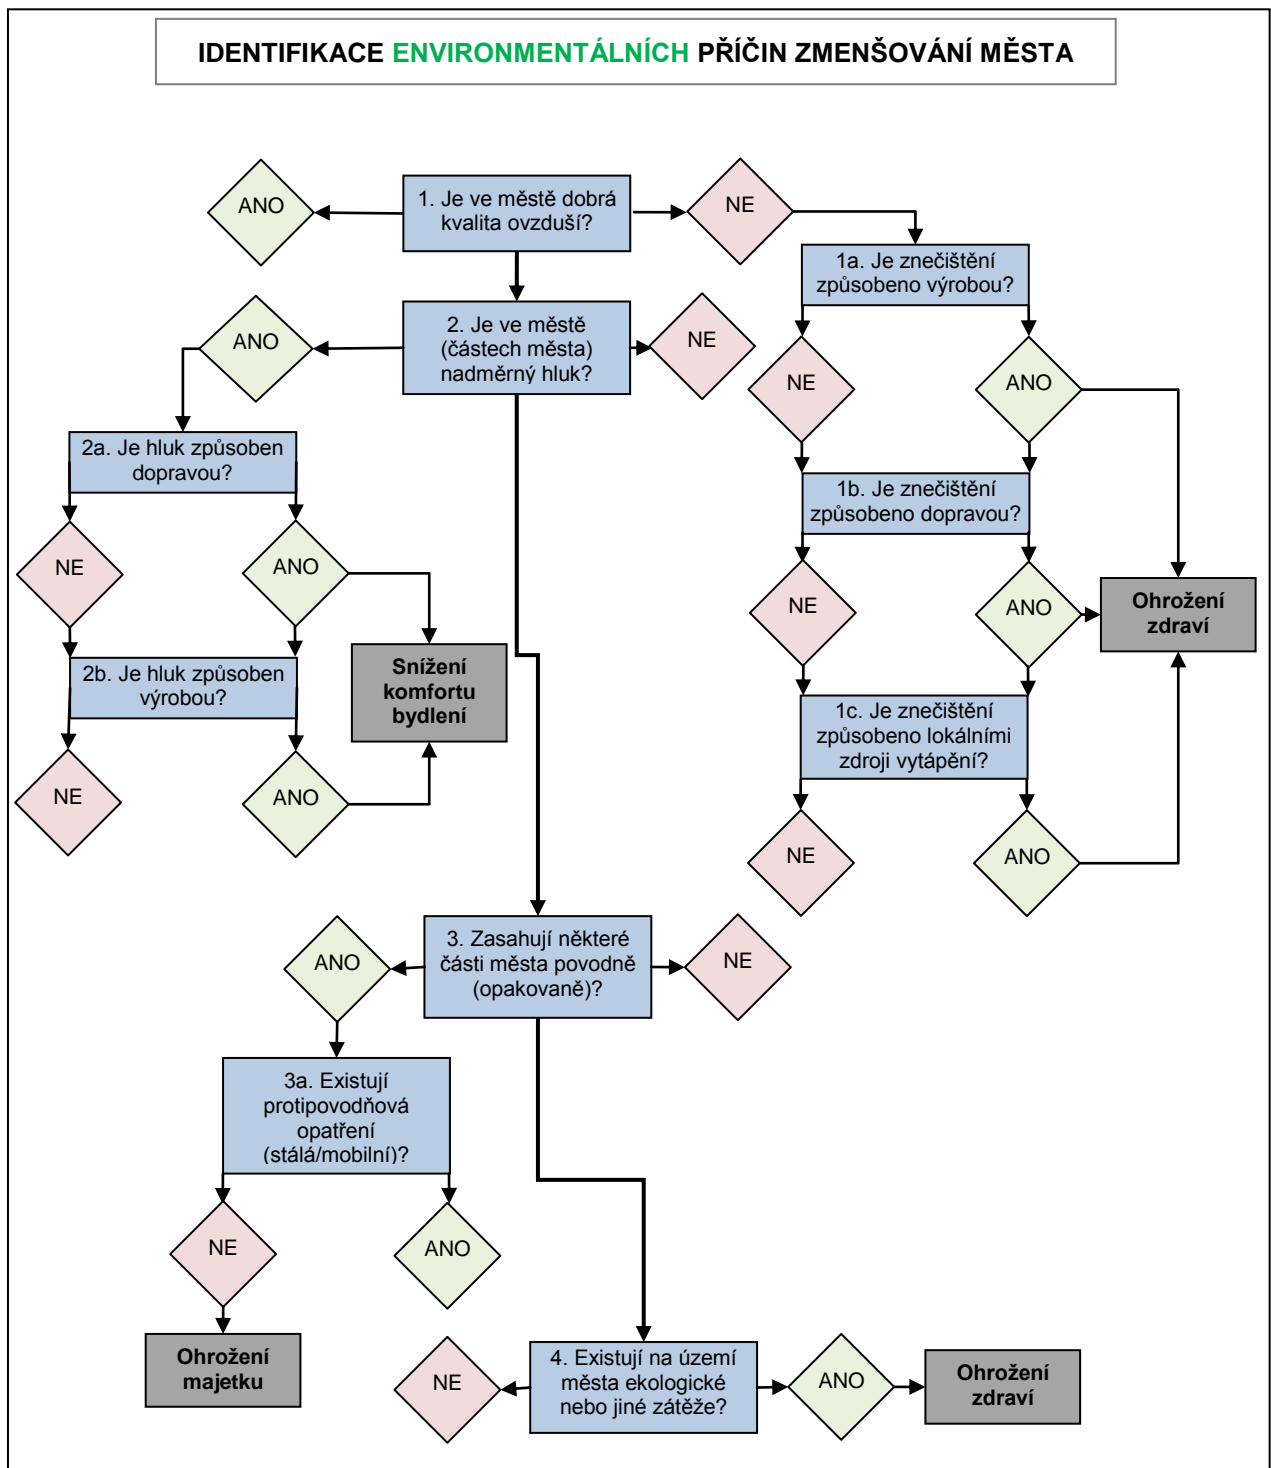 IDENTIFIKACE ENVIRONMENTÁLNÍCH PŘÍČIN ZMENŠOVÁNÍ MĚSTA
ANO
1. Je ve městě dobrá
kvalita ovzduší?
NE
1a. Je znečištění
způsobeno výrobou?
ANO
2. Je ve městě
(částech města)
nadměrný hluk?
NE
NE
ANO
2a. Je hluk způsoben
dopravou?
1b. Je znečištění
způsobeno dopravou?
NE
ANO
NE
ANO
Ohrožení
zdraví
2b. Je hluk způsoben
výrobou?
Snížení
komfortu
bydlení
1c. Je znečištění
způsobeno lokálními
zdroji vytápění?
NE
ANO
NE
ANO
ANO
3. Zasahují některé
části města povodně
(opakovaně)?
NE
3a. Existují
protipovodňová
opatření
(stálá/mobilní)?
NE
ANO
Ohrožení
majetku
NE
4. Existují na území
města ekologické
nebo jiné zátěže?
ANO
Ohrožení
zdraví